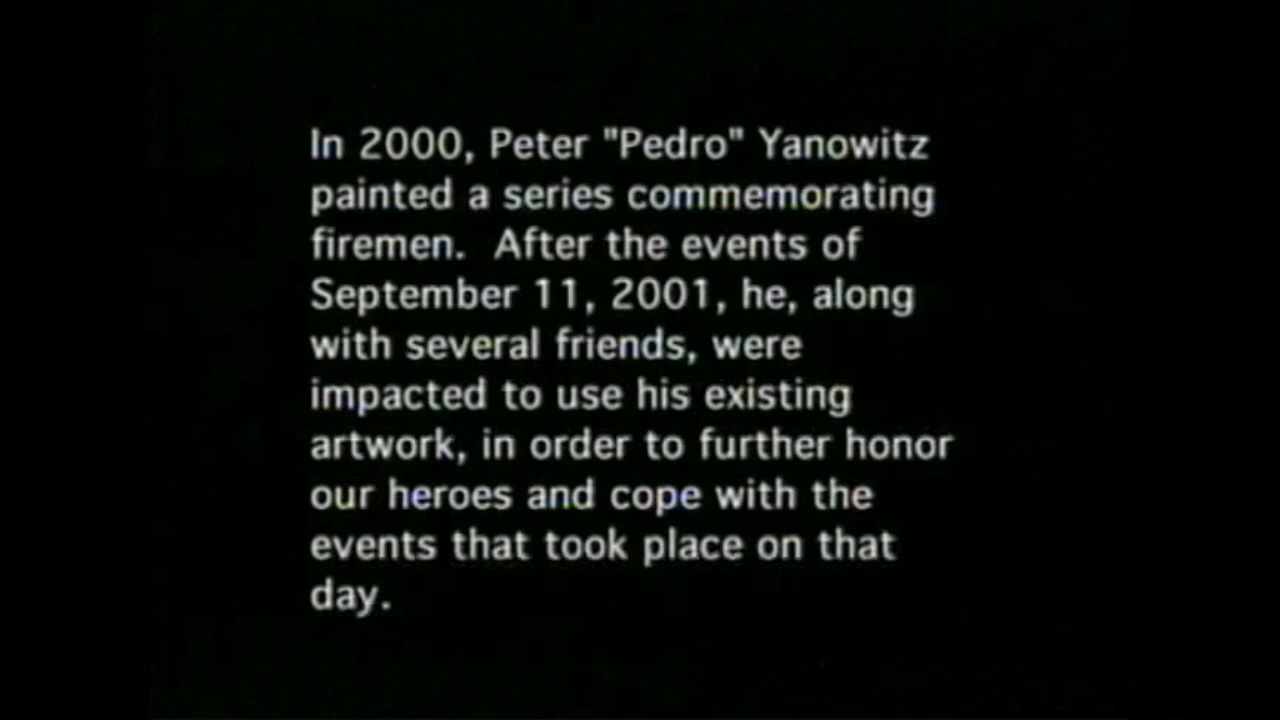 In 2000, Peter "Pedro" Yanowitz
painted a series commemorating
firemen.  After the events of
September 11, 2001, he, along
with several friends, were
impacted to use his existing
artwork, in order to further honor
our heroes and cope with the
events that took place on that
day.